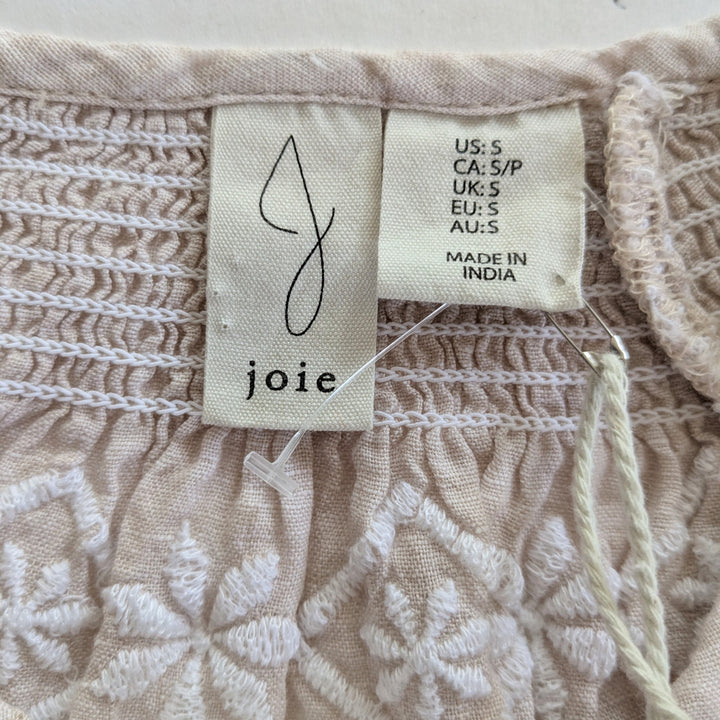 joie
US: S
CA: S/P
UK: S
EU: S
AU: S
MADE IN
INDIA